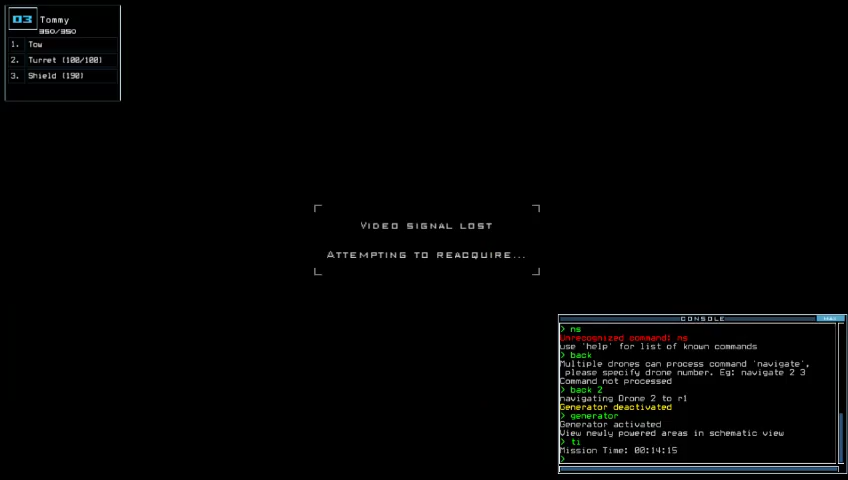 03 Tommy
350/350
1. Tow
2. Turret (100/100)
3. Shield (190)
Video signal lost
Attempting to reacquire...
CONSOLE
> ns
Unrecognized command: ns
use 'help' for list of known commands
> back
Multiple drones can process command 'navigate',
please specify drone number. Eg: navigate 2 3
Command not processed
> back 2
navigating Drone 2 to r1
Generator deactivated
> generator
Generator activated
View newly powered areas in schematic view
> ti
Mission Time: 00:14:15
>